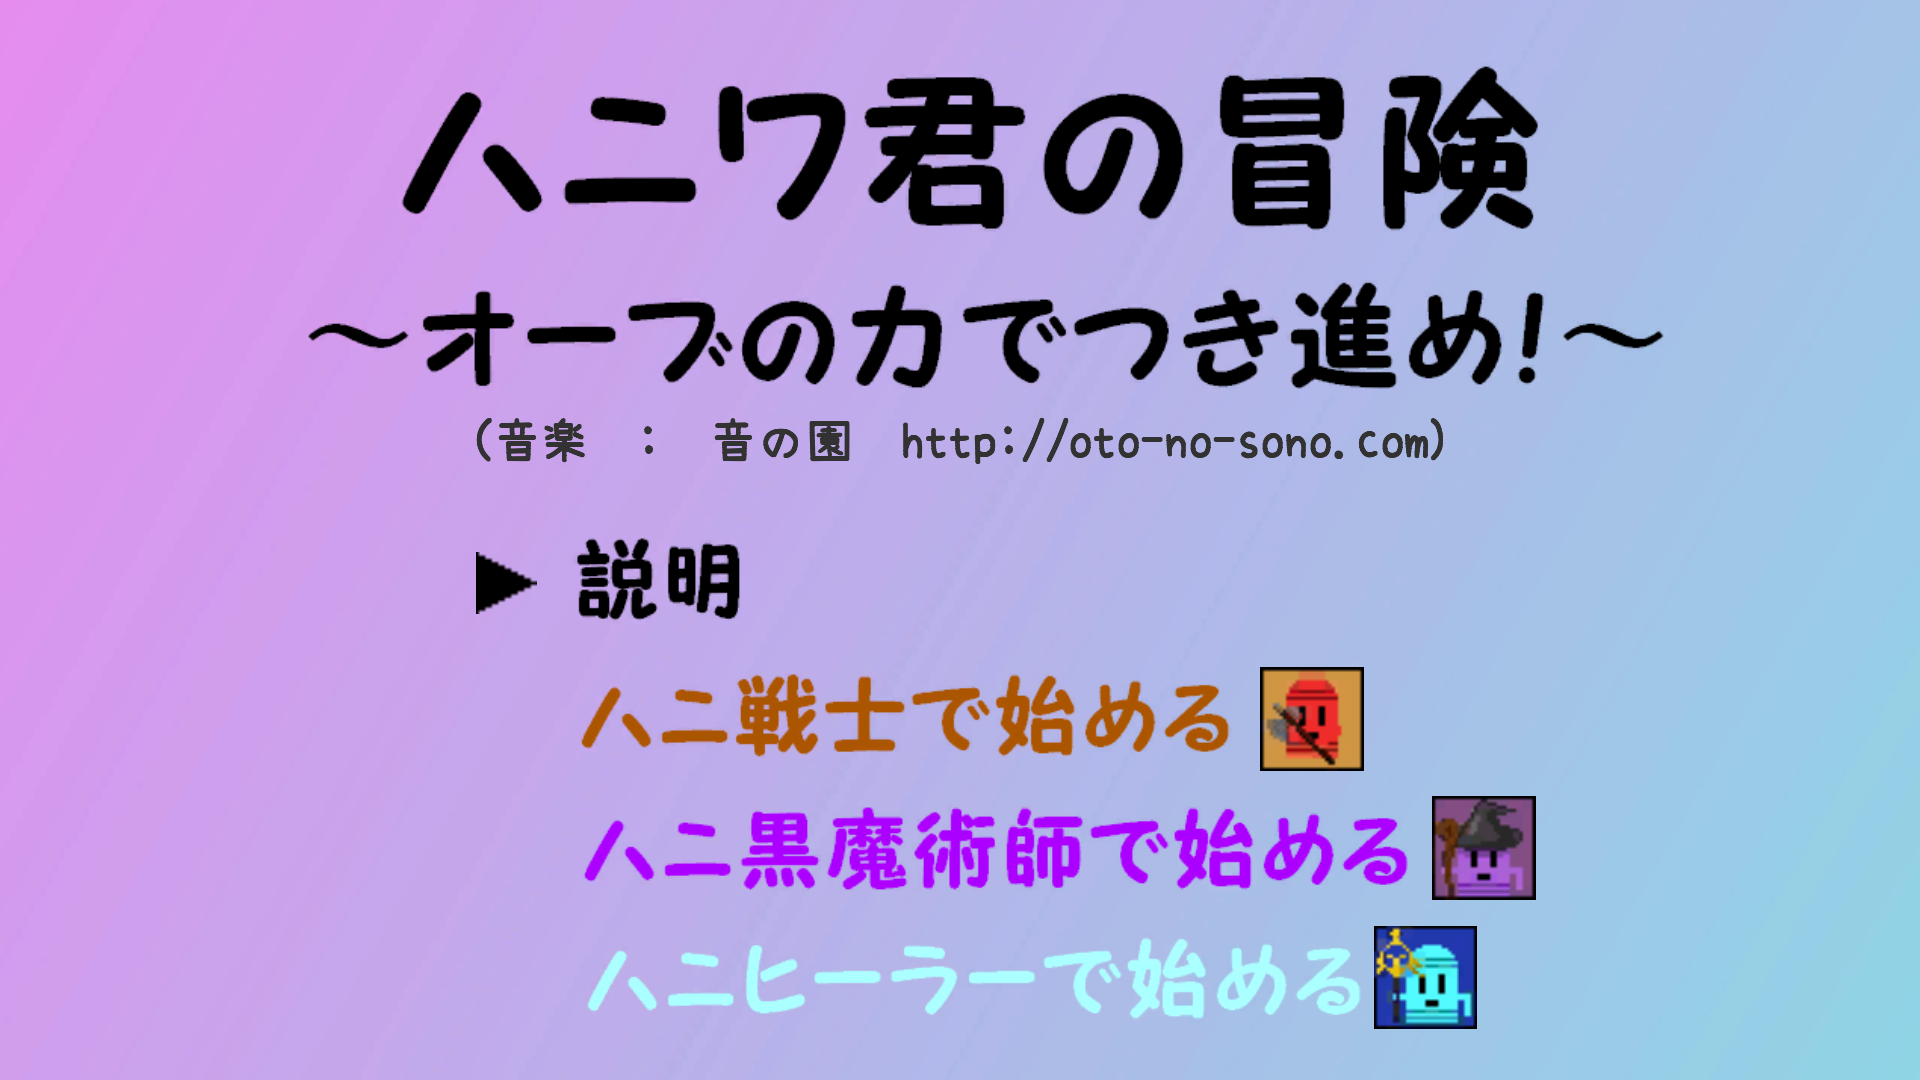 ハニワ君の冒険
～オーブの力でつき進め!～
(音楽　：　音の園　http://oto-no-sono.com)
▶ 説明
ハニ戦士で始める
ハニ黒魔術師で始める
ハニヒーラーで始める